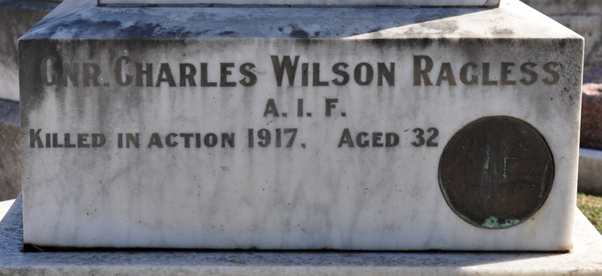 GNR. CHARLES WILSON RAGLESS
A. I. F.
KILLED IN ACTION 1917, AGED 32